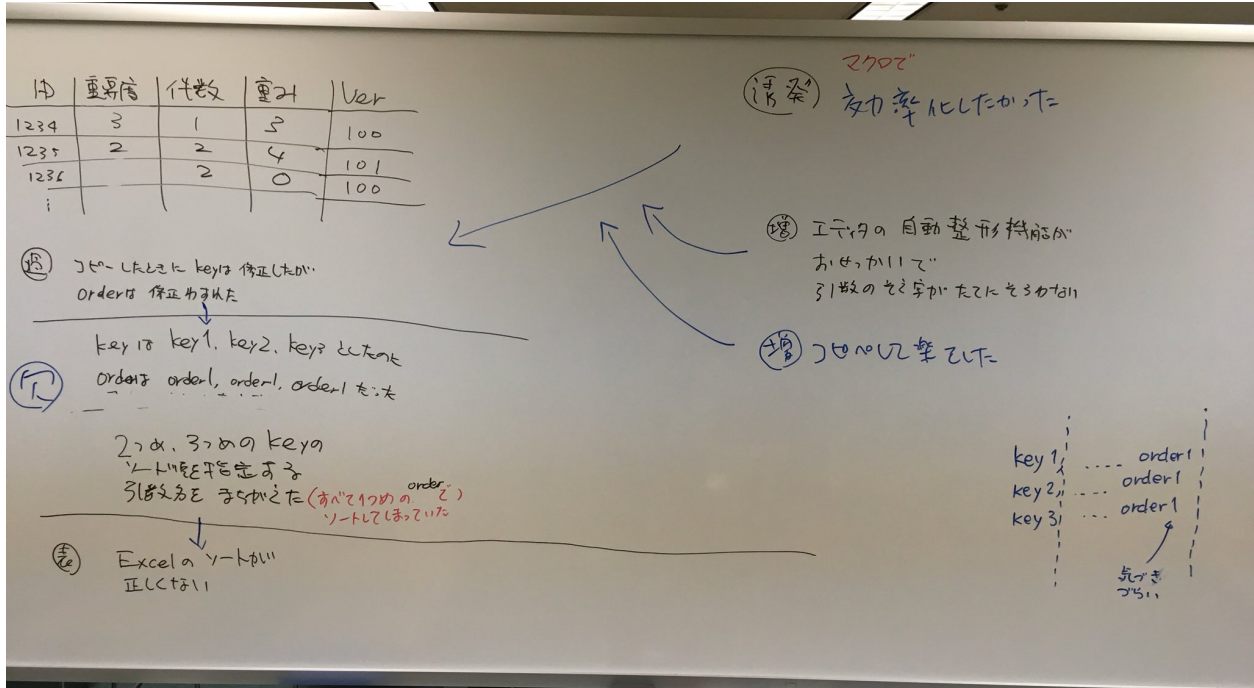 ID 重要度 件数 重み Ver
1234 3 1 3 100
1235 2 2 4 101
1236 2 0 100
⋮
過 コピーしたときに keyは修正したが
orderは修正わすれた
keyは key1, key2, key3 としたのに
不 orderは order1, order1, order1 だった
2つめ、3つめの keyの
ソート順を指定する
引数名を まちがえた (すべて1つめの order で)
ソートしてしまっていた
表 Excelの ソートが
正しくない
誘発 マクロで
効率化したかった
増 エディタの 自動整形機能が
おせっかいで
引数のそえ字が たてに そろわない
増 コピペして楽をした
key 1, .... order1
key 2, .... order1
key 3, ... order1
気づき
づらい